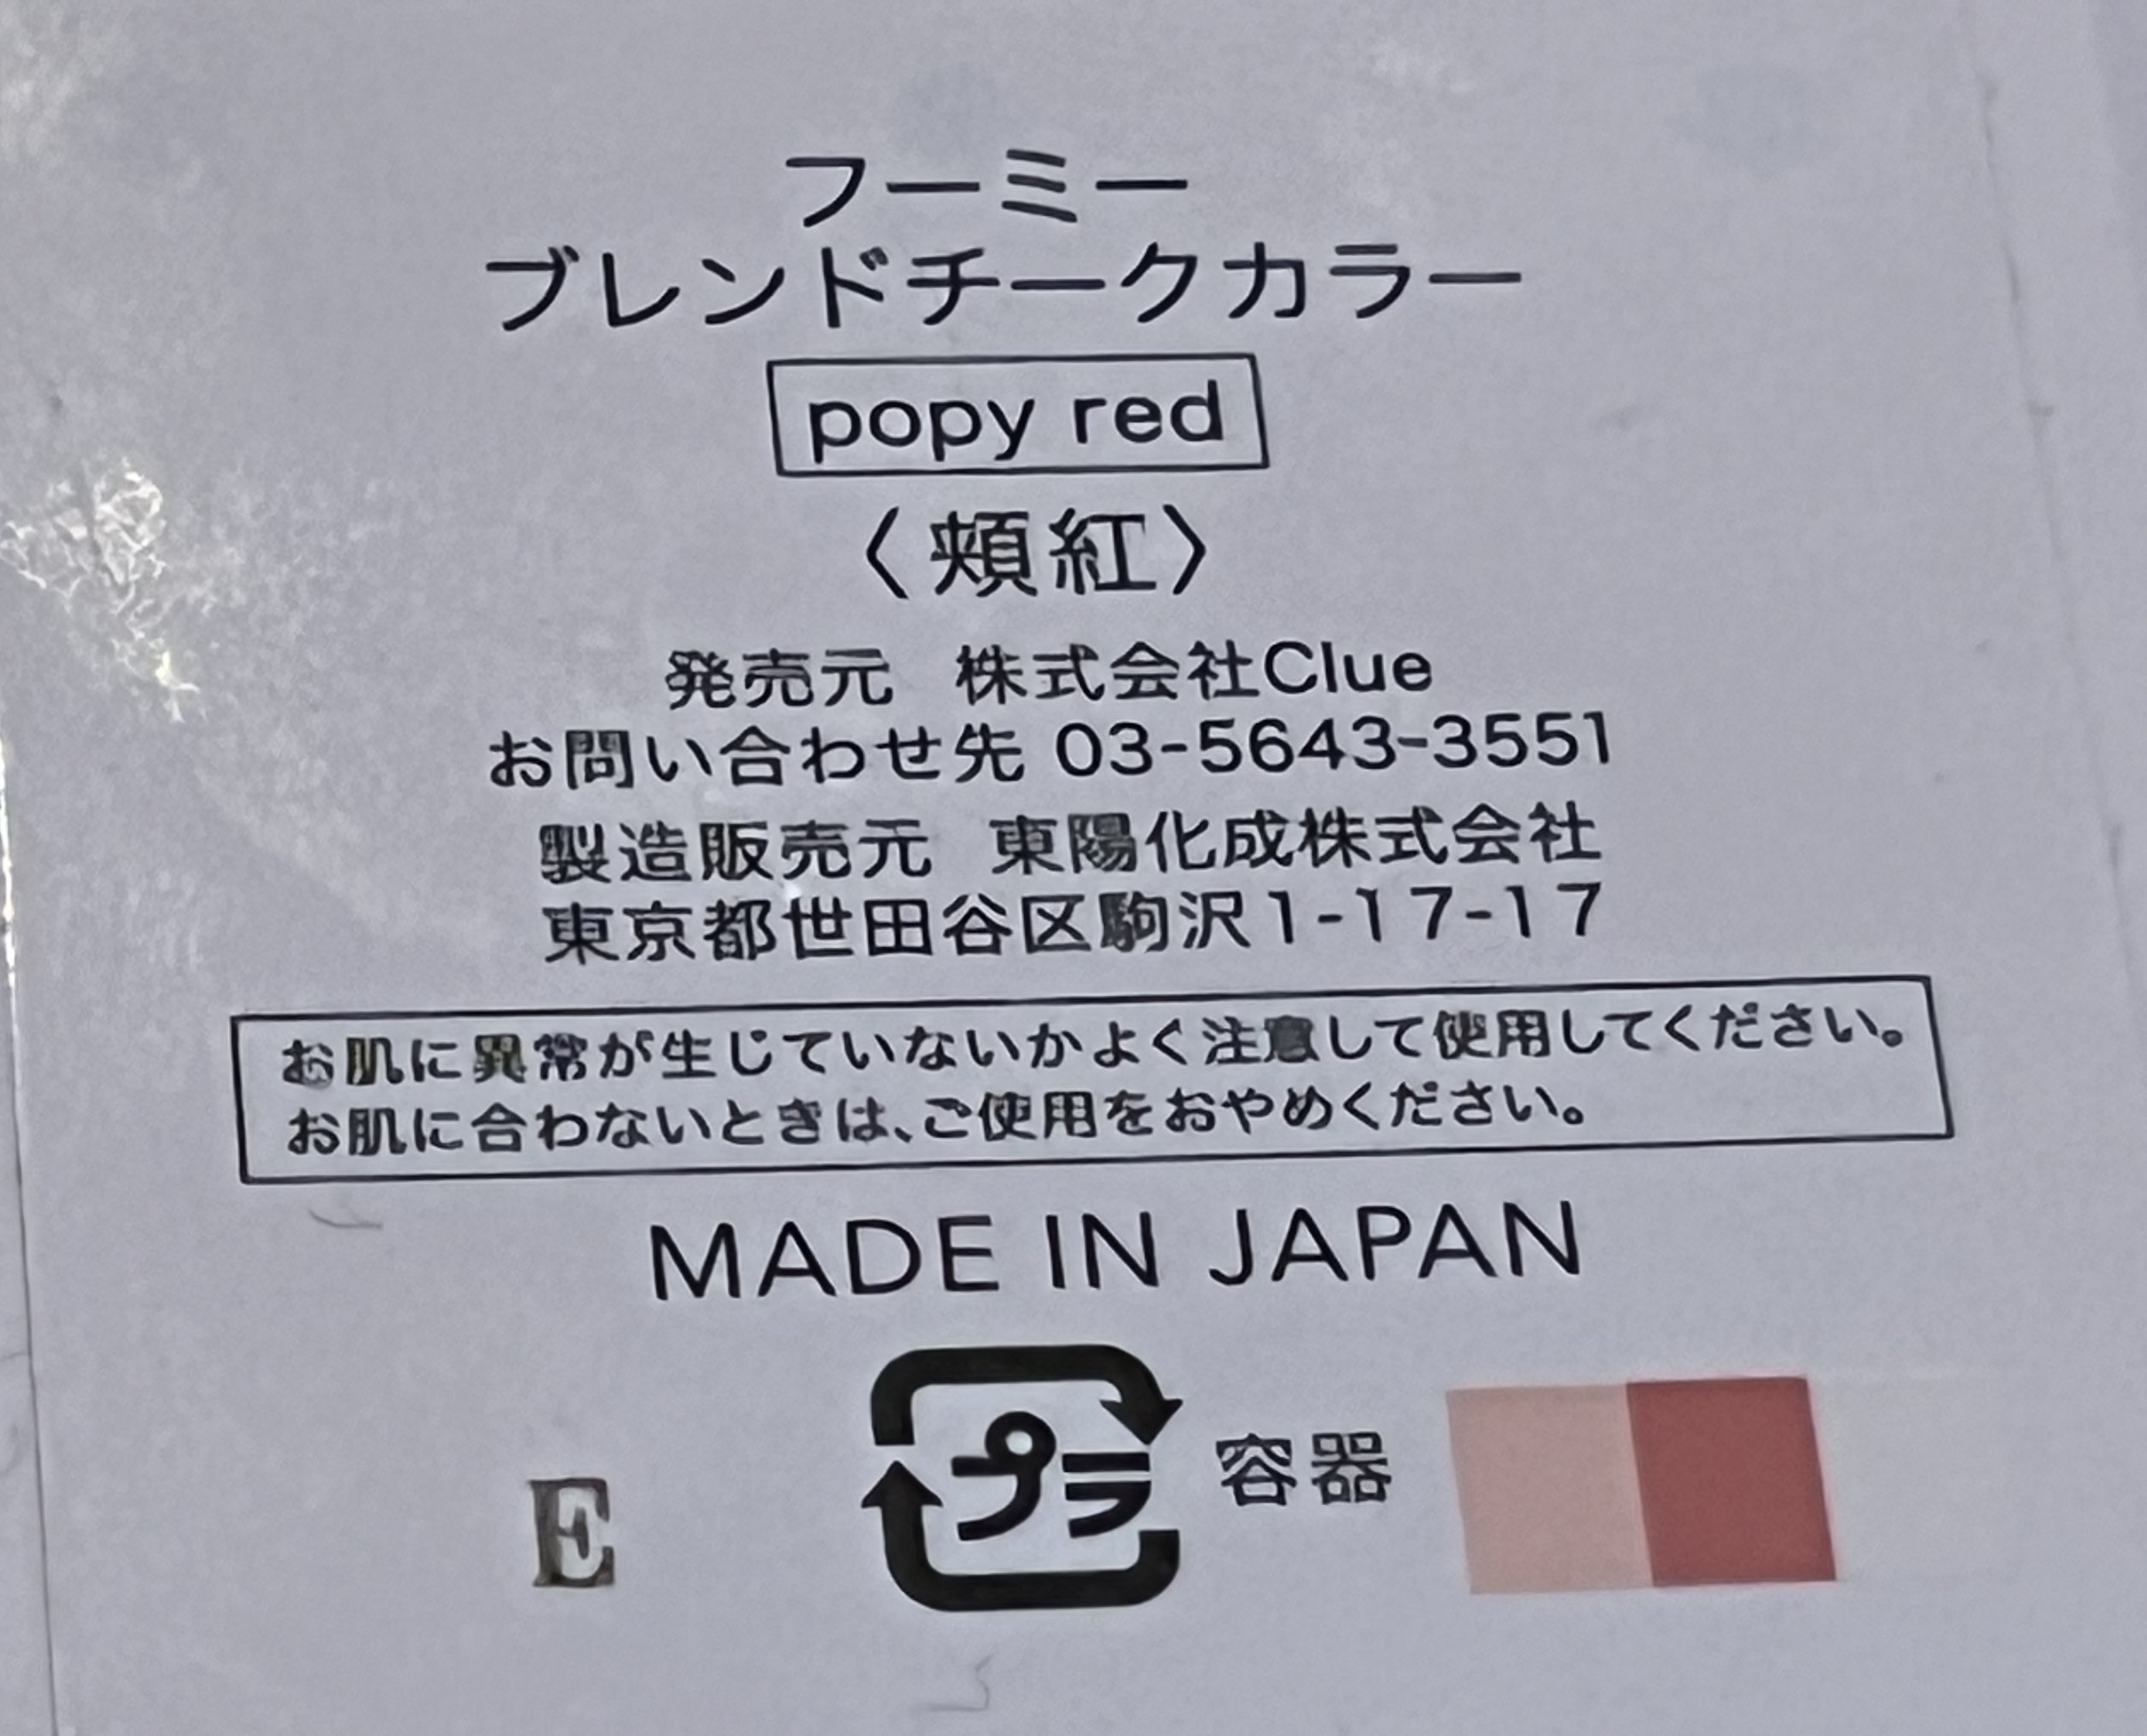 フーミー
ブレンドチークカラー
popy red
〈頬紅〉
発売元 株式会社Clue
お問い合わせ先 03-5643-3551
製造販売元 東陽化成株式会社
東京都世田谷区駒沢1-17-17
お肌に異常が生じていないかよく注意して使用してください。
お肌に合わないときは、ご使用をおやめください。
MADE IN JAPAN
E プラ 容器